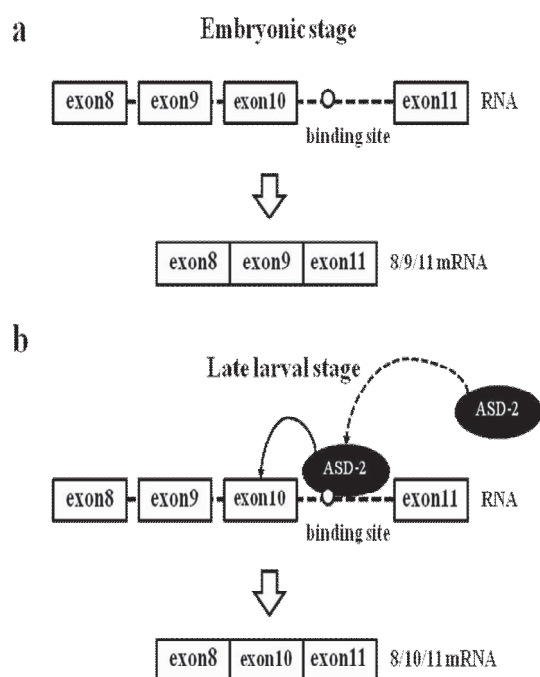 a
Embryonic stage
exon8 exon9 exon10 exon11 RNA
binding site
exon8 exon9 exon11 8/9/11 mRNA
b
Late larval stage
ASD-2
ASD-2
exon8 exon9 exon10 exon11 RNA
binding site
exon8 exon10 exon11 8/10/11 mRNA